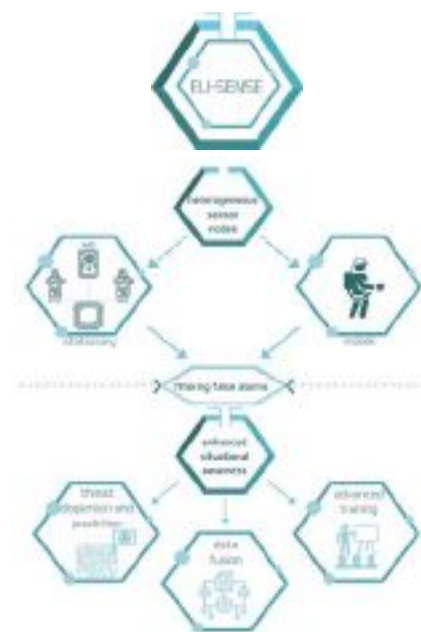 ELI-SENSE
heterogeneous
sensor
nodes
stationary
mobile
filtering false alarms
enhanced
situational
awareness
threat
depiction and
prediction
data
fusion
advanced
training